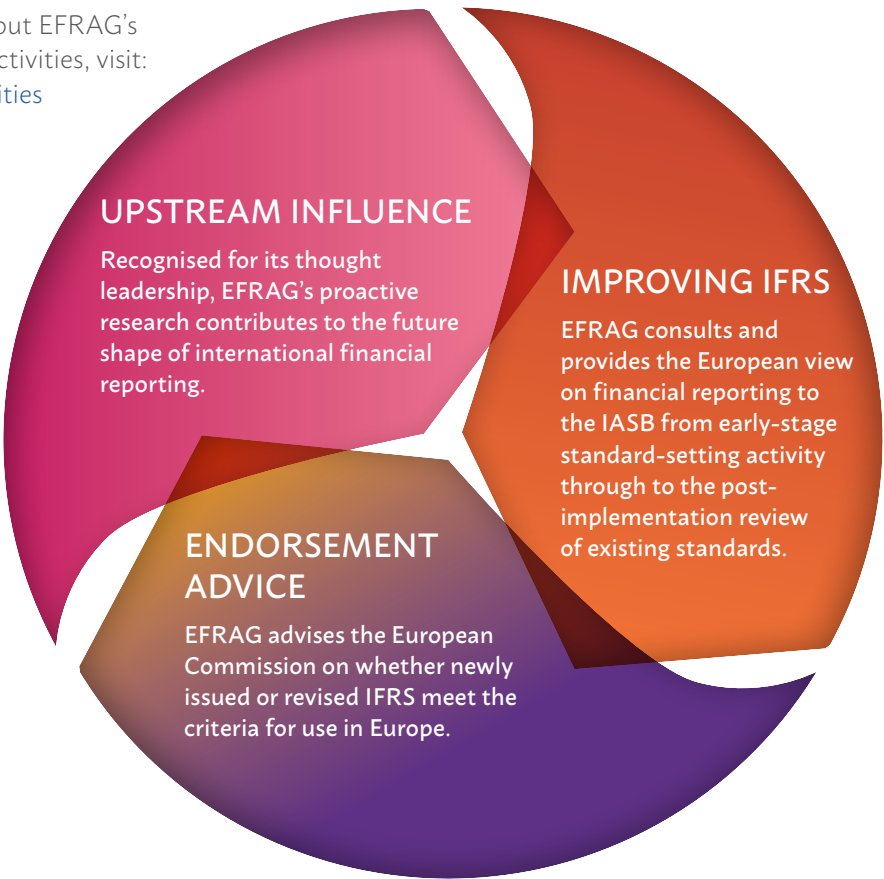 out EFRAG's
ctivities, visit:
ities
UPSTREAM INFLUENCE
Recognised for its thought
leadership, EFRAG's proactive
research contributes to the future
shape of international financial
reporting.
IMPROVING IFRS
EFRAG consults and
provides the European view
on financial reporting to
the IASB from early-stage
standard-setting activity
through to the post-
implementation review
of existing standards.
ENDORSEMENT
ADVICE
EFRAG advises the European
Commission on whether newly
issued or revised IFRS meet the
criteria for use in Europe.